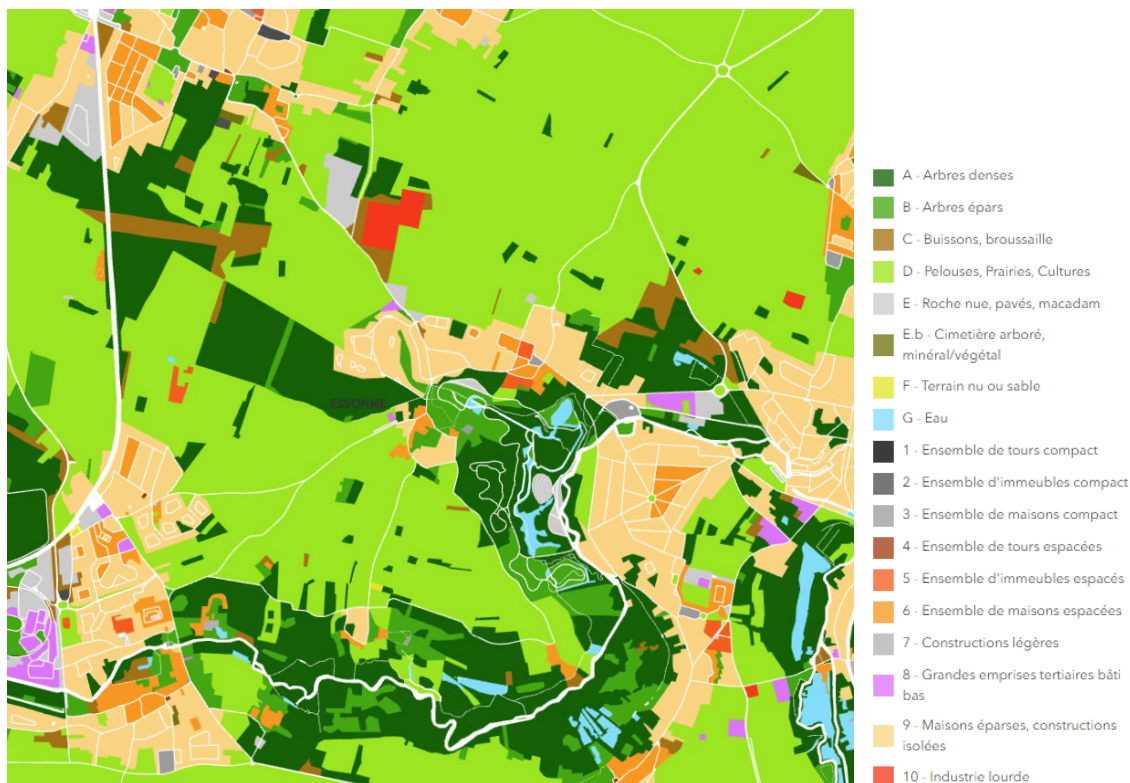 ESSONNE
A - Arbres denses
B - Arbres épars
C - Buissons, broussaille
D - Pelouses, Prairies, Cultures
E - Roche nue, pavés, macadam
E.b - Cimetière arboré,
minéral/végétal
F - Terrain nu ou sable
G - Eau
1 - Ensemble de tours compact
2 - Ensemble d'immeubles compact
3 - Ensemble de maisons compact
4 - Ensemble de tours espacées
5 - Ensemble d'immeubles espacés
6 - Ensemble de maisons espacées
7 - Constructions légères
8 - Grandes emprises tertiaires bâti
bas
9 - Maisons éparses, constructions
isolées
10 - Industrie lourde